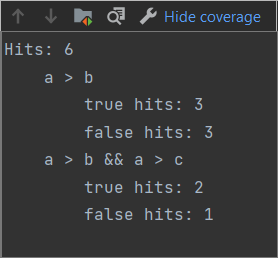 Hide coverage
Hits: 6
a > b
true hits: 3
false hits: 3
a > b && a > c
true hits: 2
false hits: 1